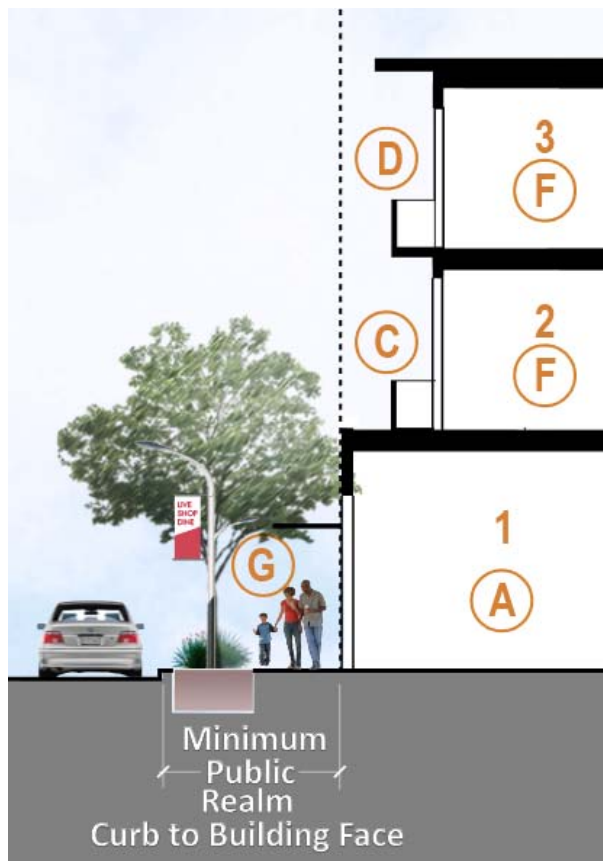 D
3
F
C
2
F
LIVE
SHOP
DINE
G
1
A
Minimum
Public
Realm
Curb to Building Face